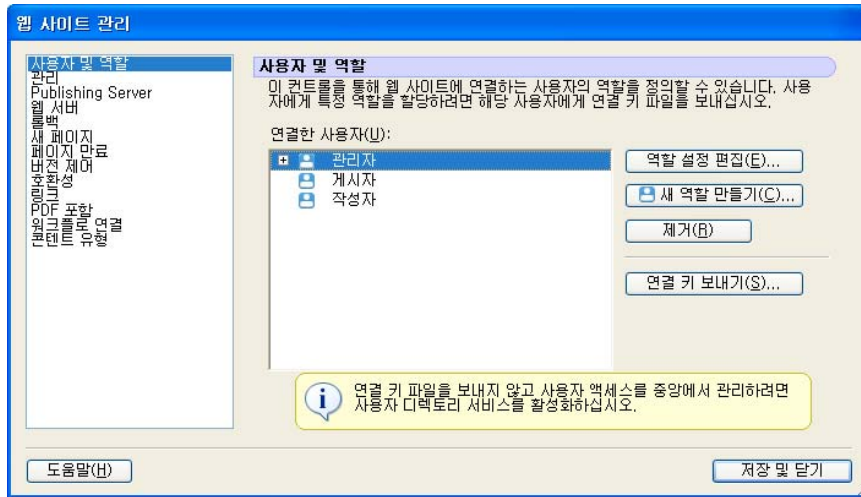 웹 사이트 관리
사용자 및 역할
관리
Publishing Server
웹 서버
롤백
새 페이지
페이지 만료
버전 제어
호환성
링크
PDF 포함
워크플로 연결
콘텐트 유형
사용자 및 역할
이 컨트롤을 통해 웹 사이트에 연결하는 사용자의 역할을 정의할 수 있습니다. 사용
자에게 특정 역할을 할당하려면 해당 사용자에게 연결 키 파일을 보내십시오.
연결한 사용자(U):
관리자
게시자
작성자
역할 설정 편집(E)...
새 역할 만들기(C)...
제거(R)
연결 키 보내기(S)...
연결 키 파일을 보내지 않고 사용자 액세스를 중앙에서 관리하려면
사용자 디렉토리 서비스를 활성화하십시오.
도움말(H)
저장 및 닫기